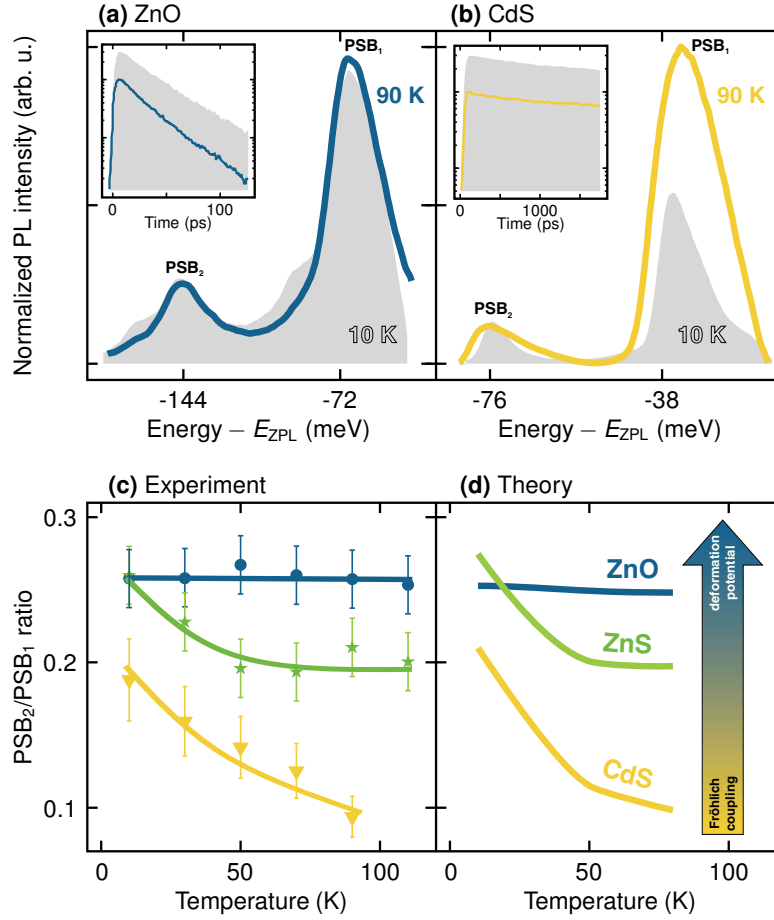 (a) ZnO
(b) CdS
Normalized PL intensity (arb. u.)
PSB₁
90 K
PSB₂
10 K
0 100
Time (ps)
-144 -72
Energy – E_ZPL (meV)
PSB₁
90 K
PSB₂
10 K
0 1000
Time (ps)
-76 -38
Energy – E_ZPL (meV)
(c) Experiment
(d) Theory
PSB₂/PSB₁ ratio
0.3
0.2
0.1
0 50 100
Temperature (K)
ZnO
ZnS
CdS
deformation
potential
Fröhlich
coupling
0 50 100
Temperature (K)